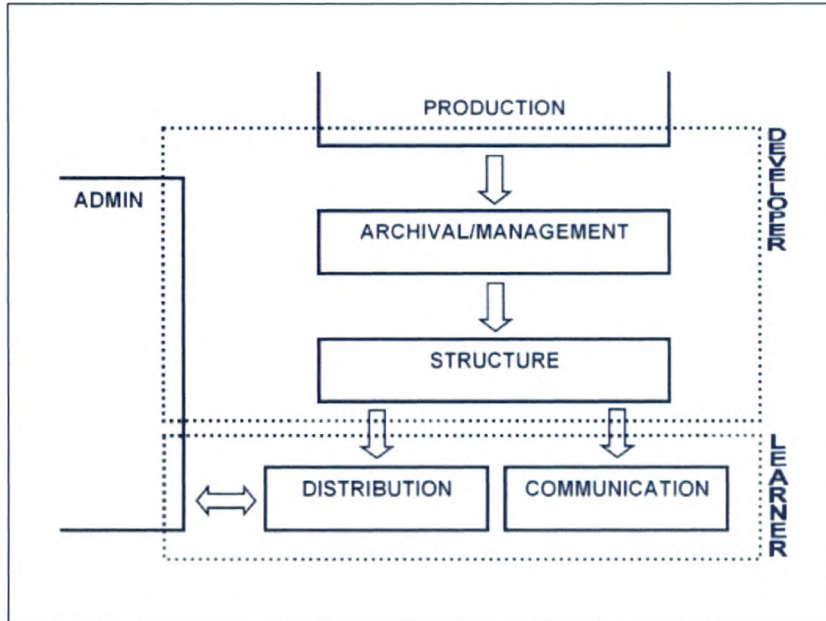 PRODUCTION
DEVELOPER
ADMIN
ARCHIVAL/MANAGEMENT
STRUCTURE
DISTRIBUTION
COMMUNICATION
LEARNER